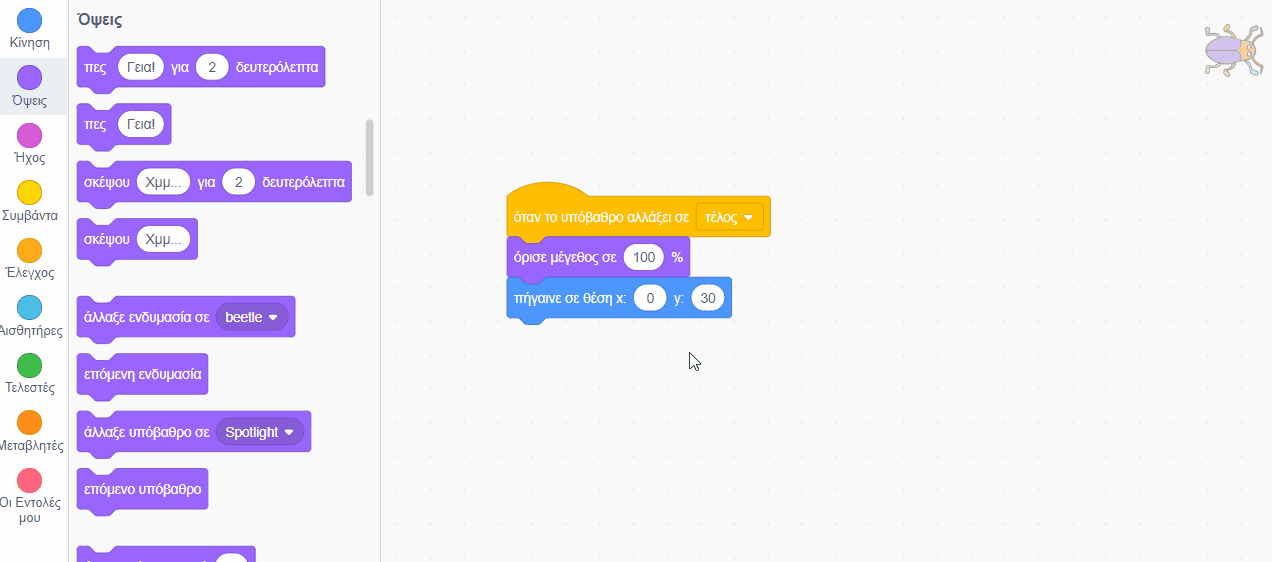 Κίνηση
Όψεις
Ήχος
Συμβάντα
Έλεγχος
Αισθητήρες
Τελεστές
Μεταβλητές
Οι Εντολές
μου
Όψεις
πες Γεια! για 2 δευτερόλεπτα
πες Γεια!
σκέψου Χμμ... για 2 δευτερόλεπτα
σκέψου Χμμ...
άλλαξε ενδυμασία σε beetle
επόμενη ενδυμασία
άλλαξε υπόβαθρο σε Spotlight
επόμενο υπόβαθρο
όταν το υπόβαθρο αλλάξει σε τέλος
όρισε μέγεθος σε 100 %
πήγαινε σε θέση x: 0 y: 30